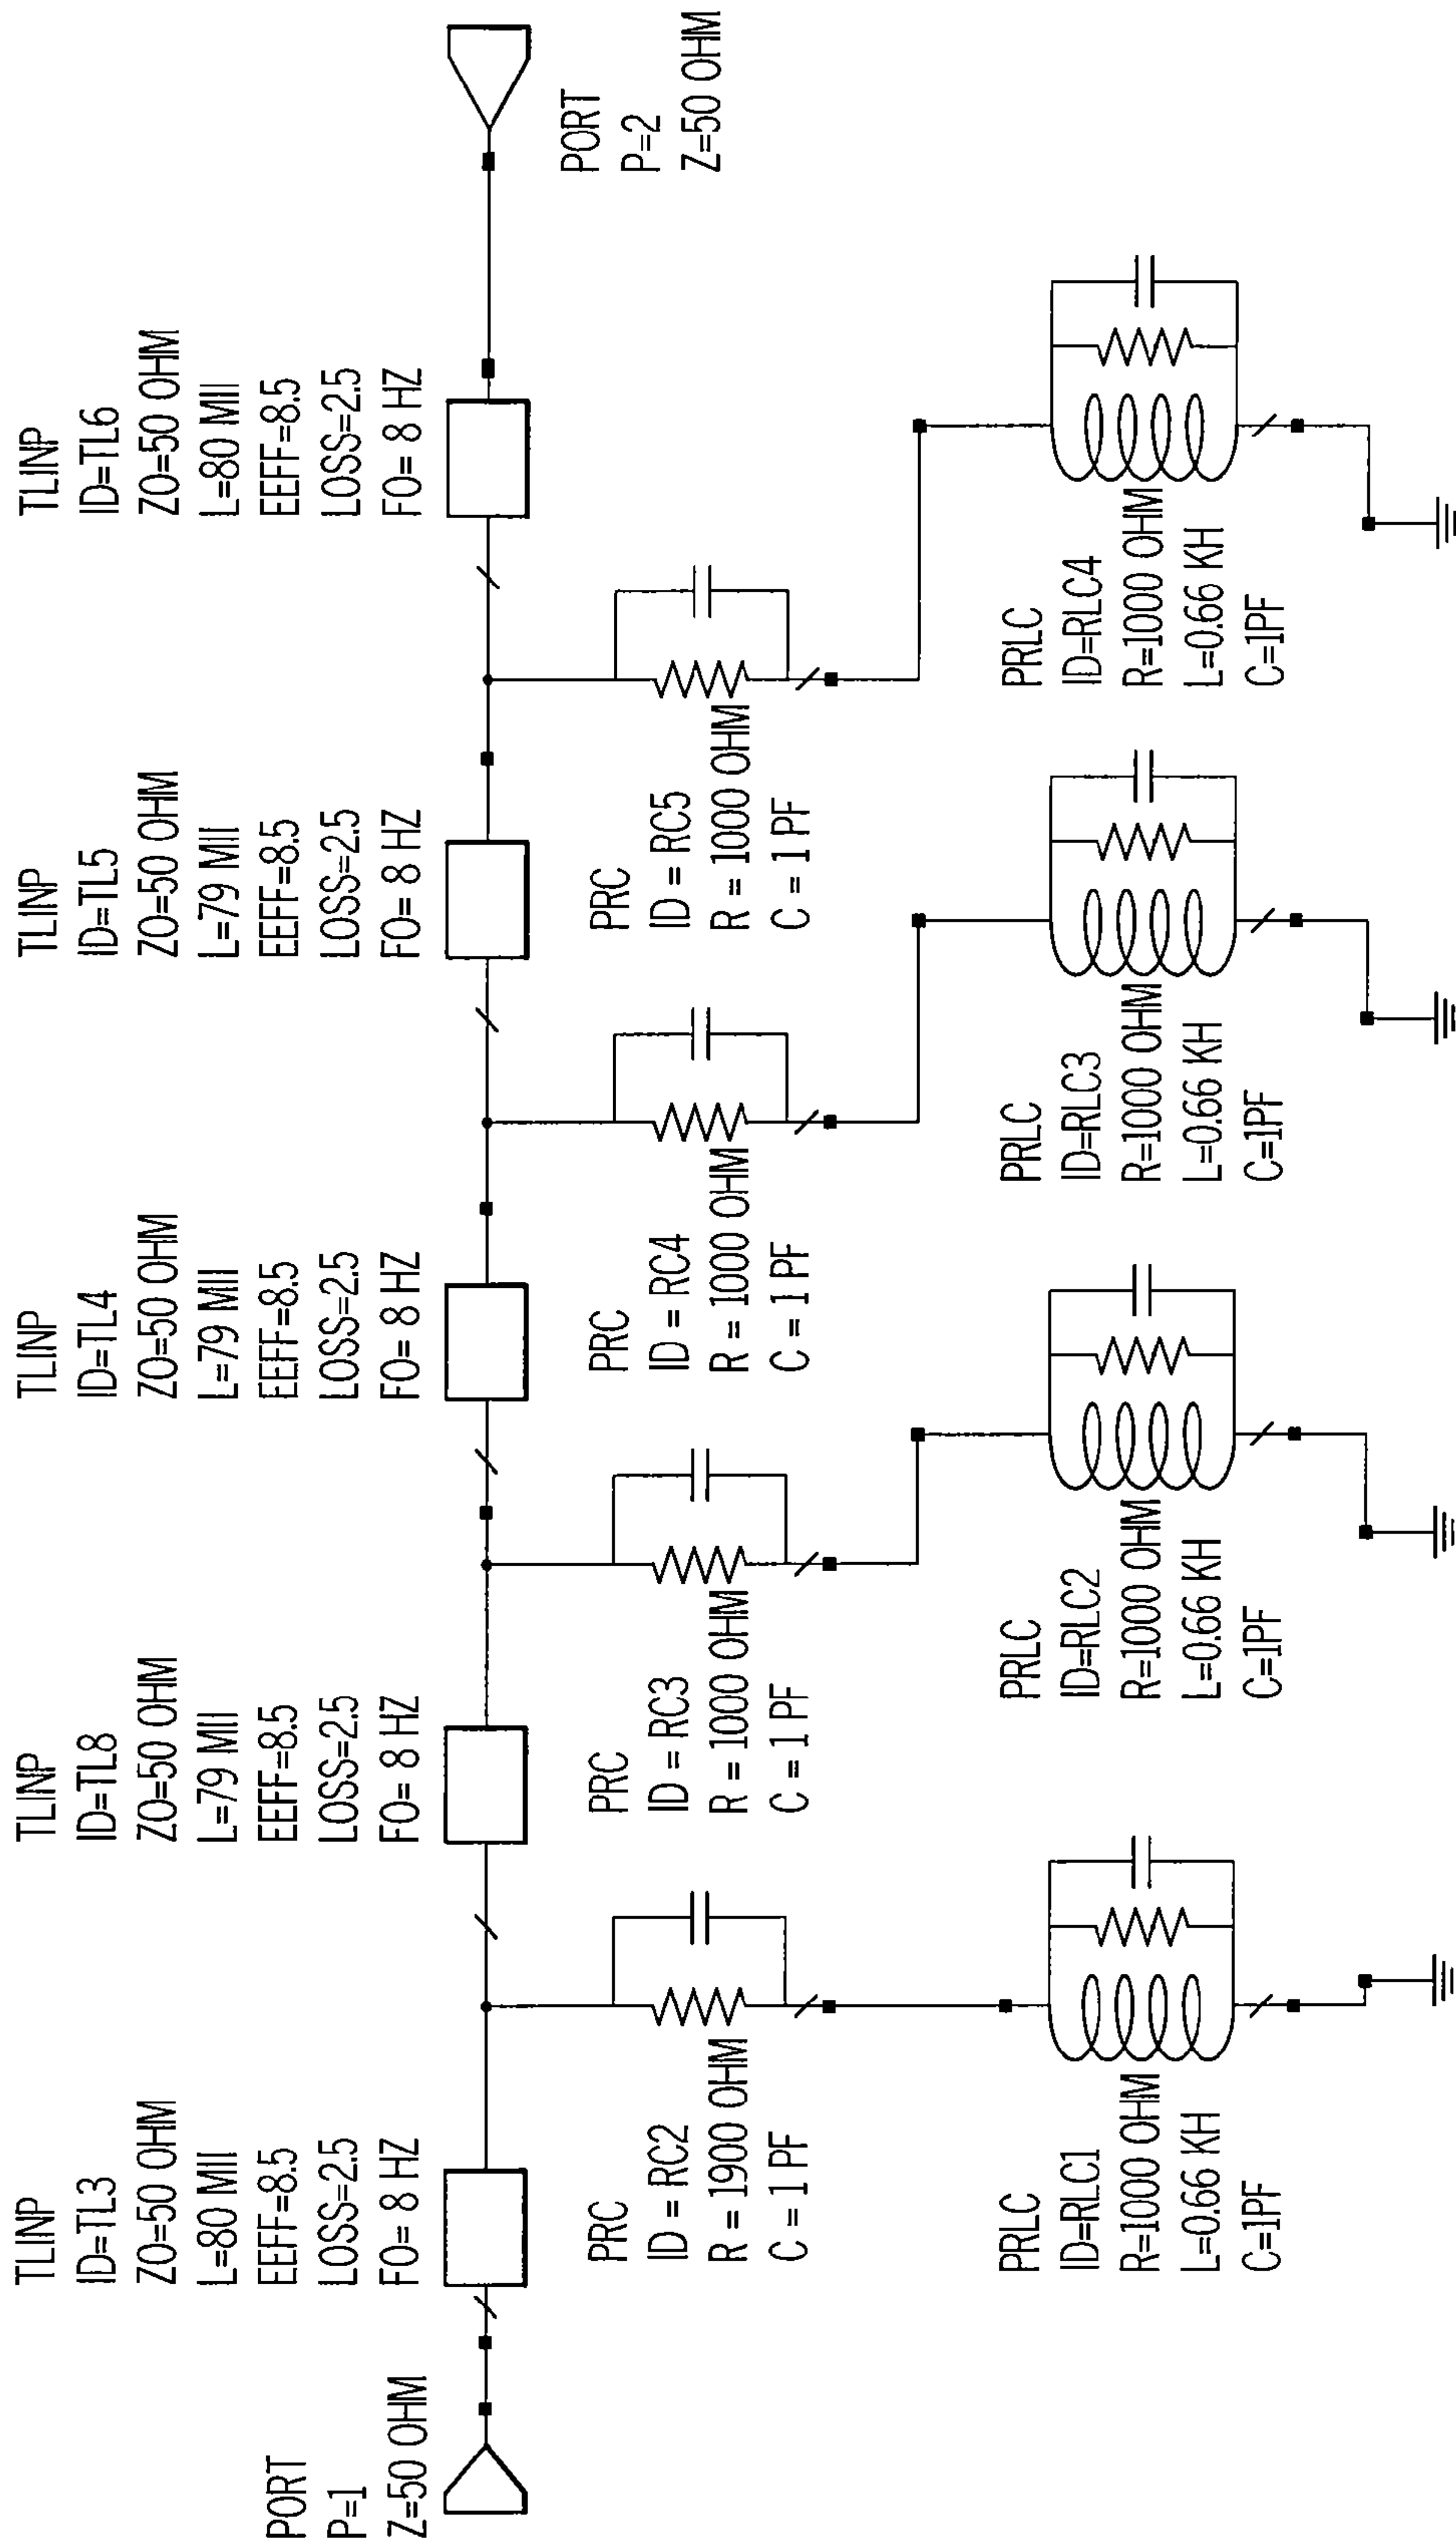 PORT
P=1
Z=50 OHM
TLINP
ID=TL3
ZO=50 OHM
L=80 MII
EEFF=8.5
LOSS=2.5
FO= 8 HZ
TLINP
ID=TL8
ZO=50 OHM
L=79 MII
EEFF=8.5
LOSS=2.5
FO= 8 HZ
TLINP
ID=TL4
ZO=50 OHM
L=79 MII
EEFF=8.5
LOSS=2.5
FO= 8 HZ
TLINP
ID=TL5
ZO=50 OHM
L=79 MII
EEFF=8.5
LOSS=2.5
FO= 8 HZ
TLINP
ID=TL6
ZO=50 OHM
L=80 MII
EEFF=8.5
LOSS=2.5
FO= 8 HZ
PORT
P=2
Z=50 OHM
PRC
ID = RC2
R = 1900 OHM
C = 1 PF
PRC
ID = RC3
R = 1000 OHM
C = 1 PF
PRC
ID = RC4
R = 1000 OHM
C = 1 PF
PRC
ID = RC5
R = 1000 OHM
C = 1 PF
PRLC
ID=RLC1
R=1000 OHM
L=0.66 KH
C=1PF
PRLC
ID=RLC2
R=1000 OHM
L=0.66 KH
C=1PF
PRLC
ID=RLC3
R=1000 OHM
L=0.66 KH
C=1PF
PRLC
ID=RLC4
R=1000 OHM
L=0.66 KH
C=1PF